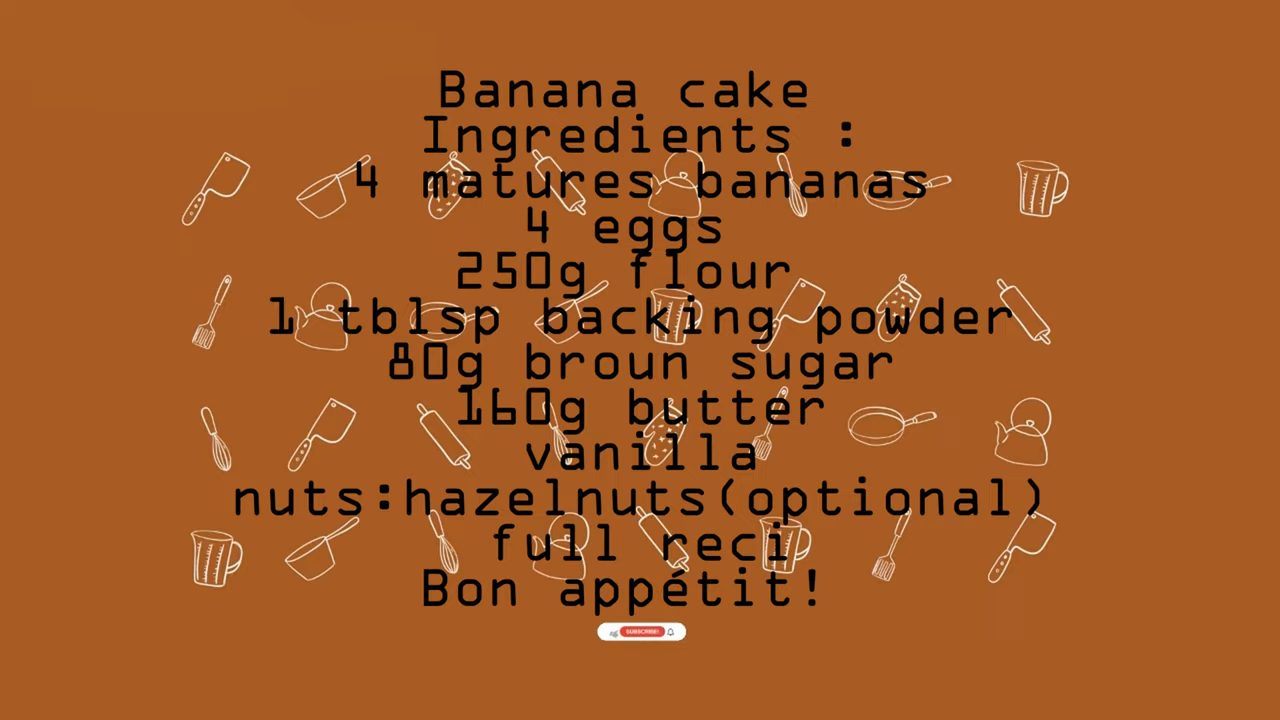 Banana cake
Ingredients :
4 matures bananas
4 eggs
250g flour
1 tblsp backing powder
80g broun sugar
160g butter
vanilla
nuts:hazelnuts(optional)
full reci
Bon appétit!
SUBSCRIBE!